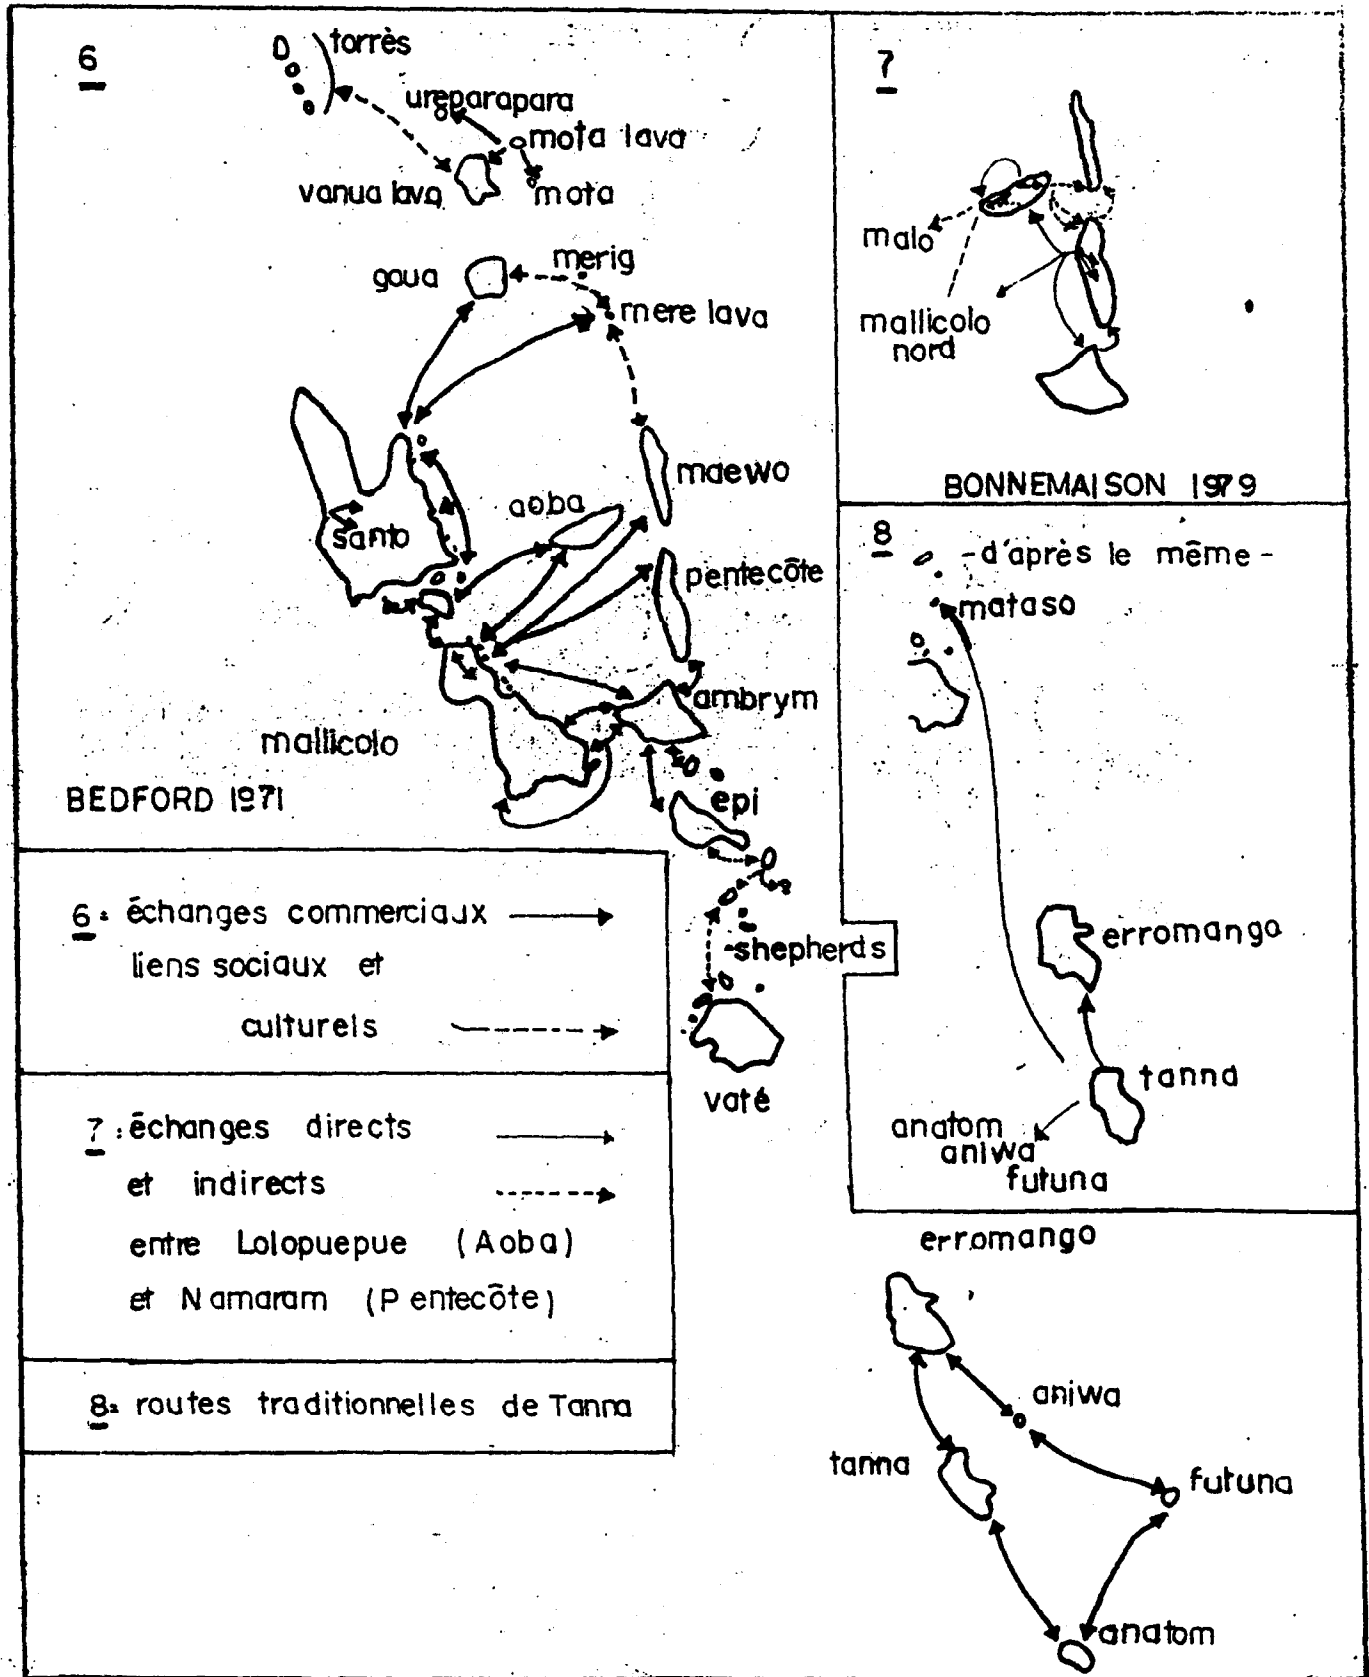 6
torrès
ureparapara
mota lava
vanua lava
mota
merig
gaua
mere lava
maewo
aoba
santo
pentecôte
ambrym
mallicolo
BEDFORD 1971
epi
shepherds
vaté
6: échanges commerciaux
liens sociaux et
culturels
7: échanges directs
et indirects
entre Lolopuepue (Aoba)
et Namaram (Pentecôte)
8: routes traditionnelles de Tanna
7
malo
mallicolo
nord
BONNEMAISON 1979
8
-d'après le même-
mataso
erromango
tanna
anatom
aniwa
futuna
erromango
aniwa
tanna
futuna
anatom